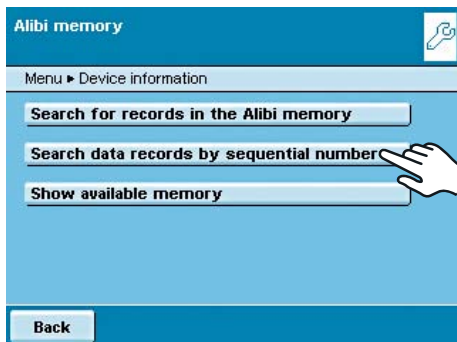 Alibi memory
Menu ▸ Device information
Search for records in the Alibi memory
Search data records by sequential number
Show available memory
Back